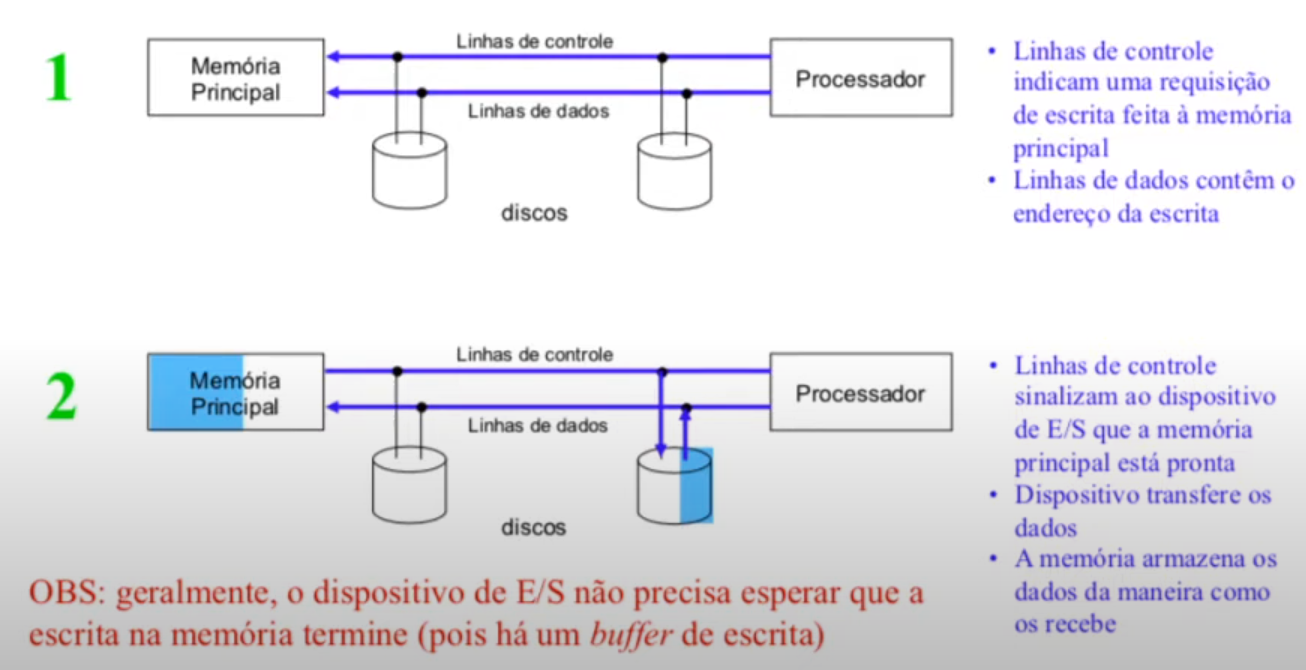 1
Memória
Principal
Linhas de controle
Linhas de dados
Processador
discos
• Linhas de controle
indicam uma requisição
de escrita feita à memória
principal
• Linhas de dados contêm o
endereço da escrita
2
Memória
Principal
Linhas de controle
Linhas de dados
Processador
discos
• Linhas de controle
sinalizam ao dispositivo
de E/S que a memória
principal está pronta
• Dispositivo transfere os
dados
• A memória armazena os
dados da maneira como
os recebe
OBS: geralmente, o dispositivo de E/S não precisa esperar que a
escrita na memória termine (pois há um buffer de escrita)